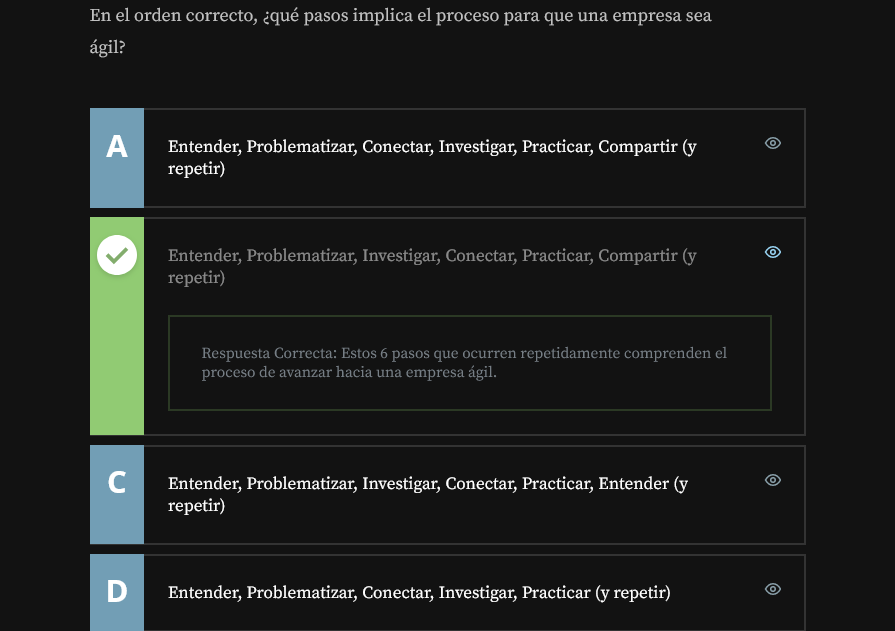 En el orden correcto, ¿qué pasos implica el proceso para que una empresa sea
ágil?
A
Entender, Problematizar, Conectar, Investigar, Practicar, Compartir (y
repetir)
Entender, Problematizar, Investigar, Conectar, Practicar, Compartir (y
repetir)
Respuesta Correcta: Estos 6 pasos que ocurren repetidamente comprenden el
proceso de avanzar hacia una empresa ágil.
C
Entender, Problematizar, Investigar, Conectar, Practicar, Entender (y
repetir)
D
Entender, Problematizar, Conectar, Investigar, Practicar (y repetir)